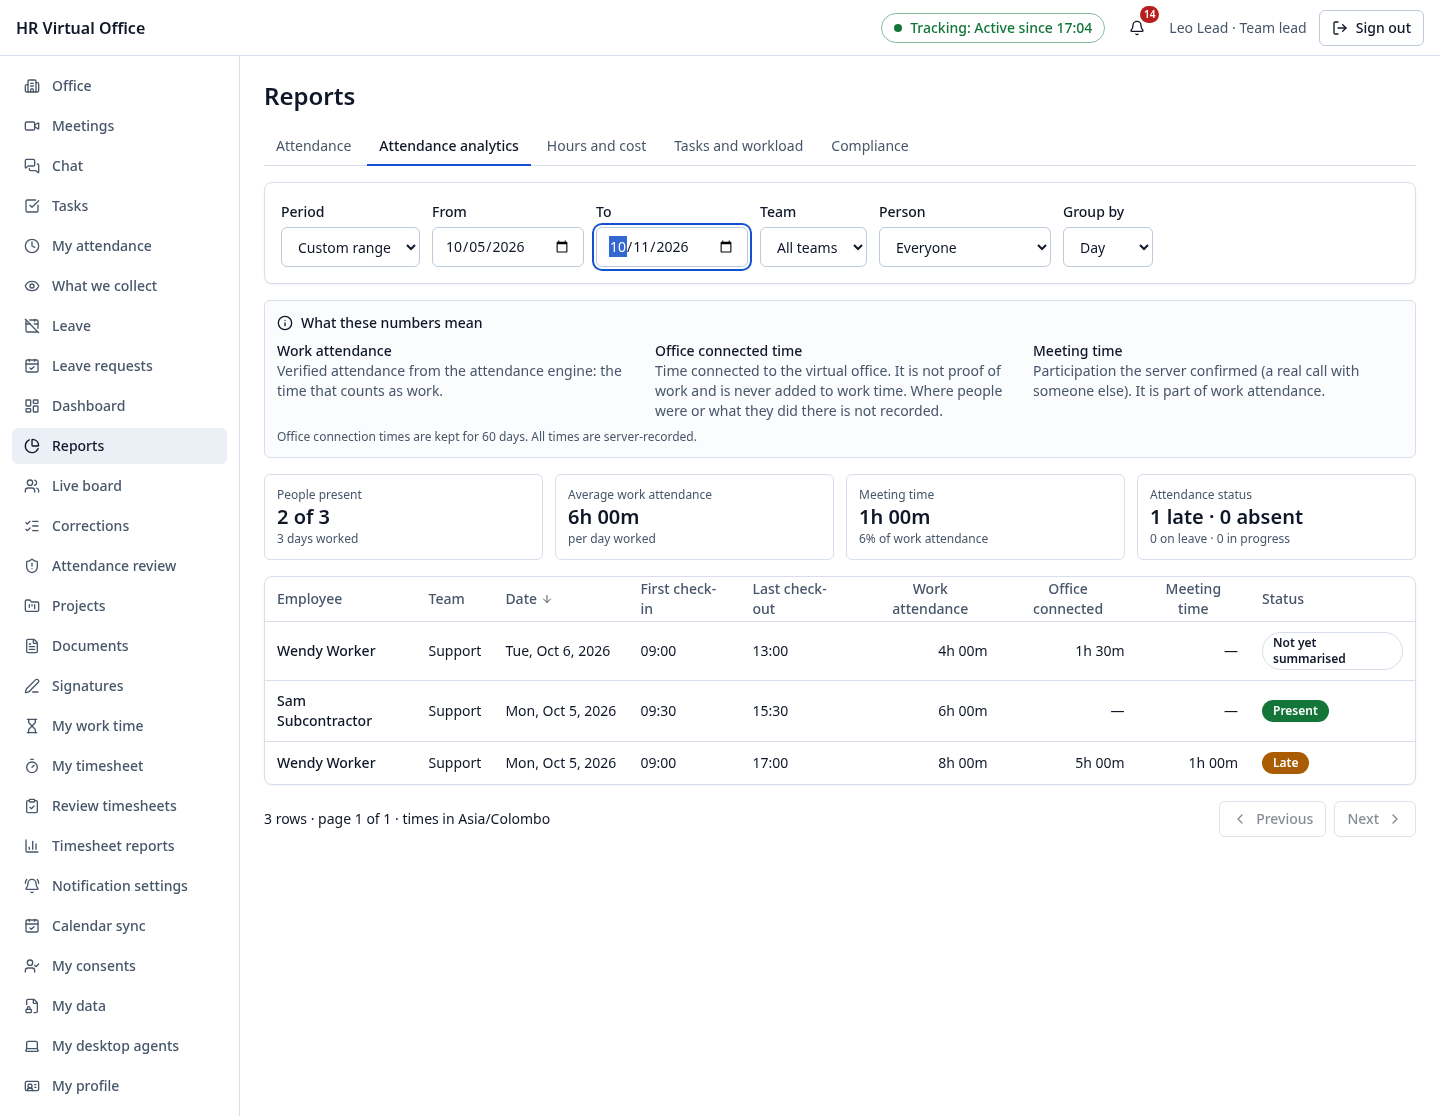 HR Virtual Office
Tracking: Active since 17:04
14
Leo Lead · Team lead
Sign out
Office
Meetings
Chat
Tasks
My attendance
What we collect
Leave
Leave requests
Dashboard
Reports
Live board
Corrections
Attendance review
Projects
Documents
Signatures
My work time
My timesheet
Review timesheets
Timesheet reports
Notification settings
Calendar sync
My consents
My data
My desktop agents
My profile
Reports
Attendance
Attendance analytics
Hours and cost
Tasks and workload
Compliance
Period
From
To
Team
Person
Group by
Custom range
10/05/2026
10/11/2026
All teams
Everyone
Day
What these numbers mean
Work attendance
Verified attendance from the attendance engine: the
time that counts as work.
Office connected time
Time connected to the virtual office. It is not proof of
work and is never added to work time. Where people
were or what they did there is not recorded.
Meeting time
Participation the server confirmed (a real call with
someone else). It is part of work attendance.
Office connection times are kept for 60 days. All times are server-recorded.
People present
2 of 3
3 days worked
Average work attendance
6h 00m
per day worked
Meeting time
1h 00m
6% of work attendance
Attendance status
1 late · 0 absent
0 on leave · 0 in progress
Employee
Team
Date ↓
First check-
in
Last check-
out
Work
attendance
Office
connected
Meeting
time
Status
Wendy Worker
Support
Tue, Oct 6, 2026
09:00
13:00
4h 00m
1h 30m
—
Not yet
summarised
Sam
Subcontractor
Support
Mon, Oct 5, 2026
09:30
15:30
6h 00m
—
—
Present
Wendy Worker
Support
Mon, Oct 5, 2026
09:00
17:00
8h 00m
5h 00m
1h 00m
Late
3 rows · page 1 of 1 · times in Asia/Colombo
Previous
Next